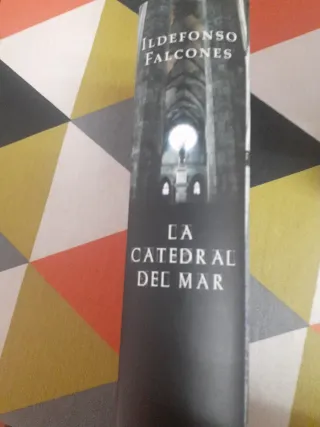 ILDEFONSO
FALCONES
LA
CATEDRAL
DEL MAR